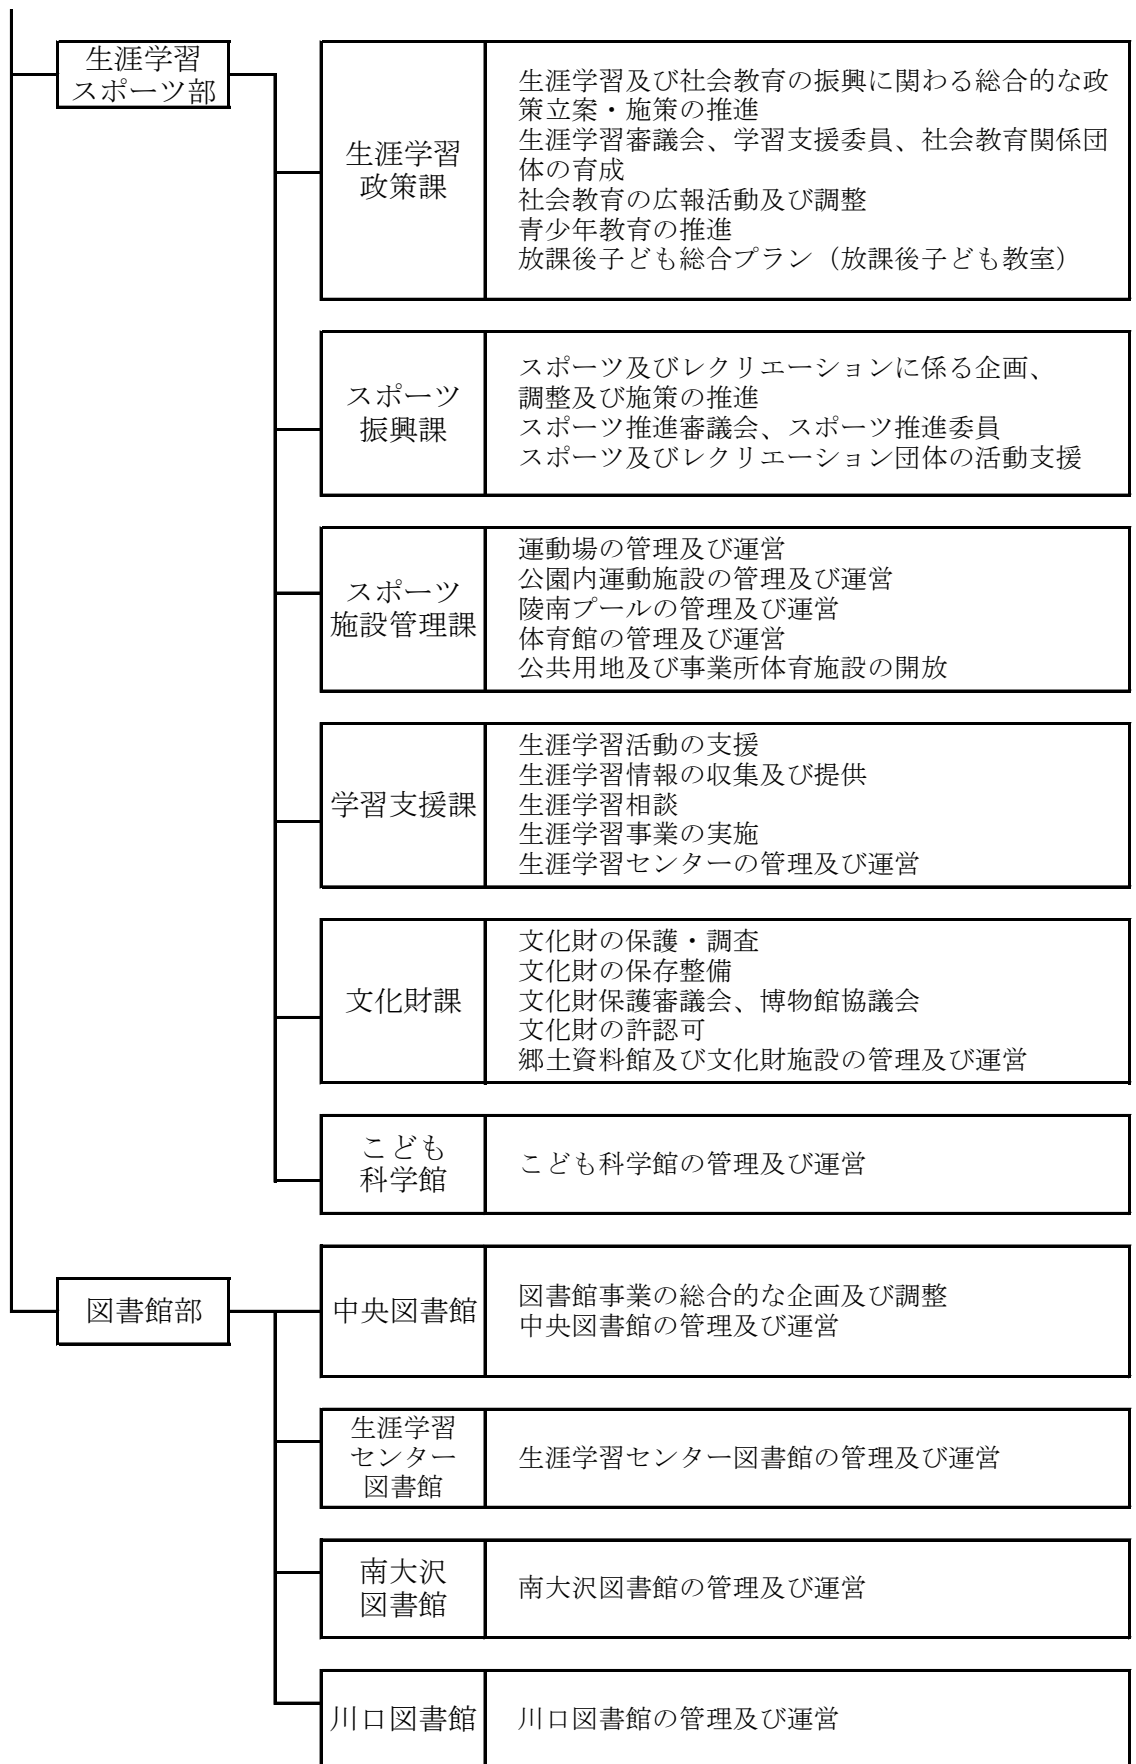 生涯学習
スポーツ部
生涯学習
政策課
生涯学習及び社会教育の振興に関わる総合的な政
策立案・施策の推進
生涯学習審議会、学習支援委員、社会教育関係団
体の育成
社会教育の広報活動及び調整
青少年教育の推進
放課後子ども総合プラン（放課後子ども教室）
スポーツ
振興課
スポーツ及びレクリエーションに係る企画、
調整及び施策の推進
スポーツ推進審議会、スポーツ推進委員
スポーツ及びレクリエーション団体の活動支援
スポーツ
施設管理課
運動場の管理及び運営
公園内運動施設の管理及び運営
陵南プールの管理及び運営
体育館の管理及び運営
公共用地及び事業所体育施設の開放
学習支援課
生涯学習活動の支援
生涯学習情報の収集及び提供
生涯学習相談
生涯学習事業の実施
生涯学習センターの管理及び運営
文化財課
文化財の保護・調査
文化財の保存整備
文化財保護審議会、博物館協議会
文化財の許認可
郷土資料館及び文化財施設の管理及び運営
こども
科学館
こども科学館の管理及び運営
図書館部
中央図書館
図書館事業の総合的な企画及び調整
中央図書館の管理及び運営
生涯学習
センター
図書館
生涯学習センター図書館の管理及び運営
南大沢
図書館
南大沢図書館の管理及び運営
川口図書館
川口図書館の管理及び運営